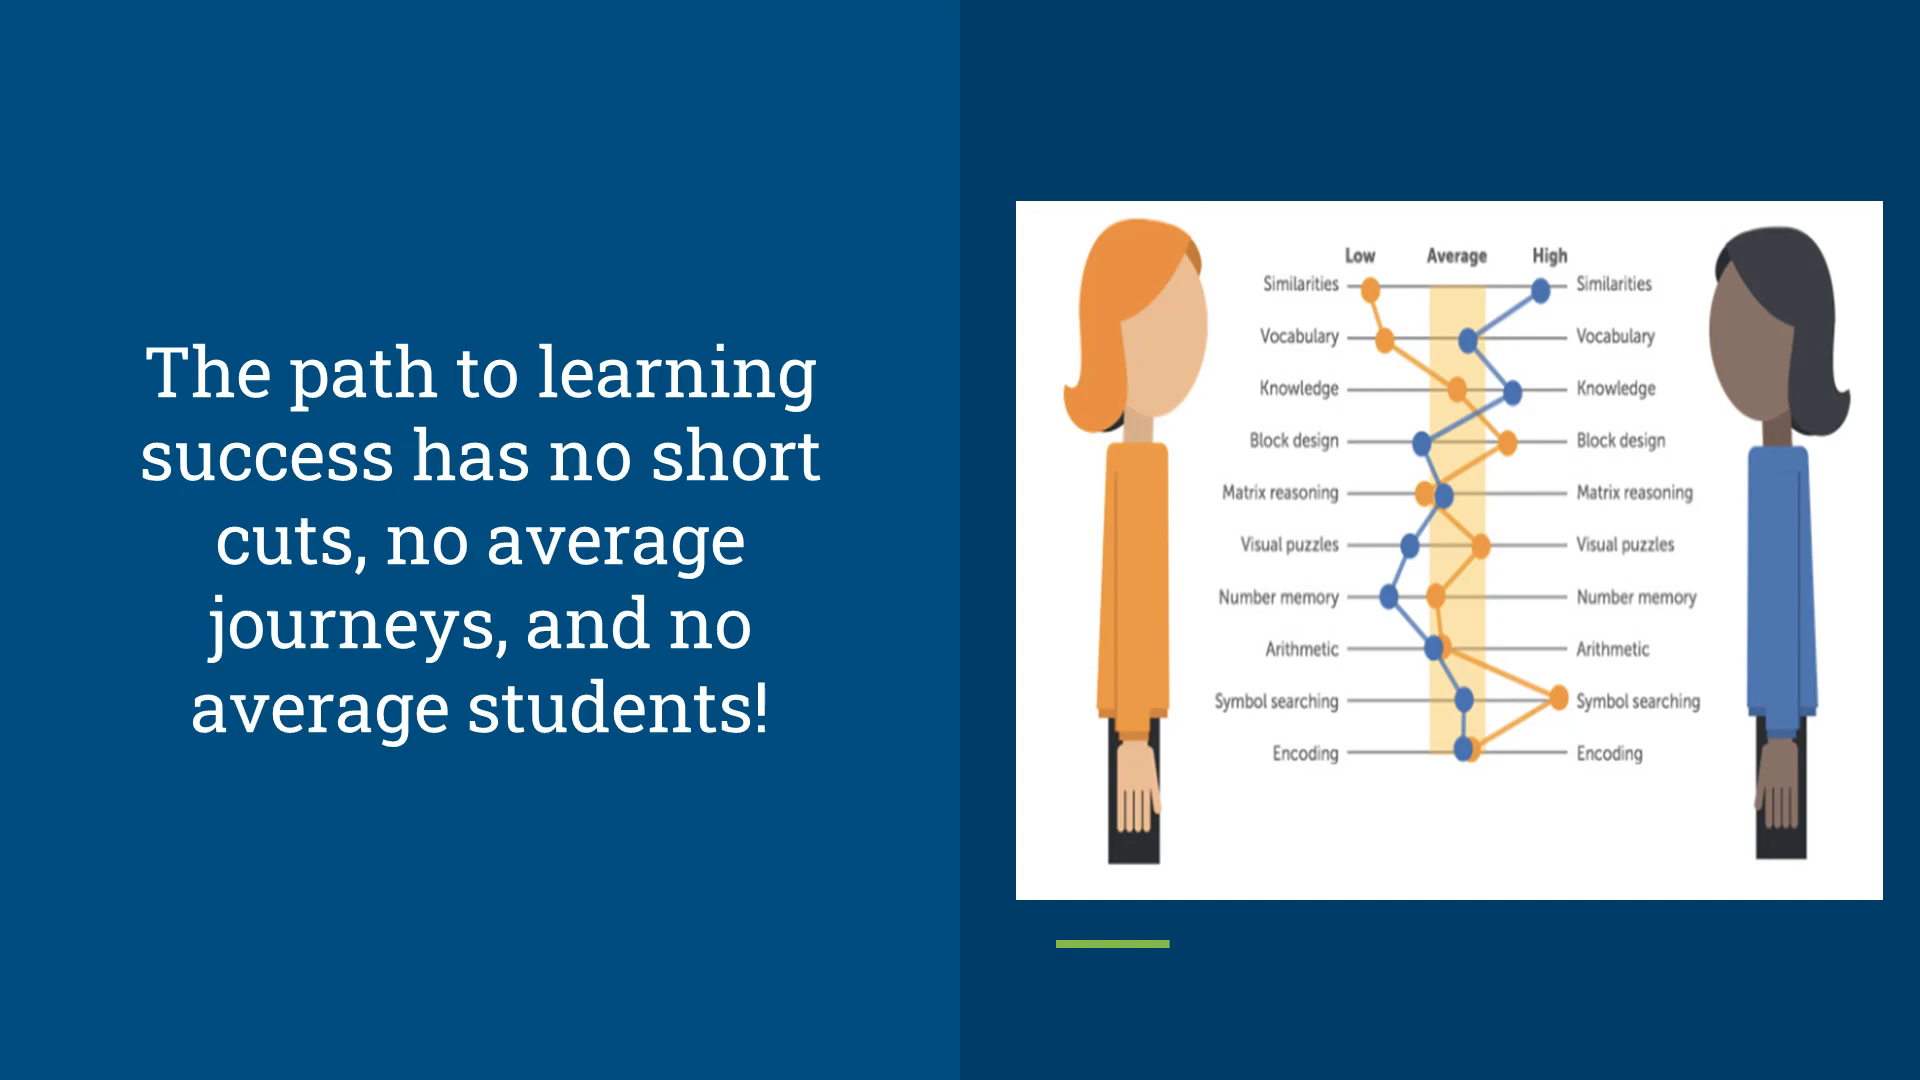 The path to learning
success has no short
cuts, no average
journeys, and no
average students!
Low Average High
Similarities Similarities
Vocabulary Vocabulary
Knowledge Knowledge
Block design Block design
Matrix reasoning Matrix reasoning
Visual puzzles Visual puzzles
Number memory Number memory
Arithmetic Arithmetic
Symbol searching Symbol searching
Encoding Encoding